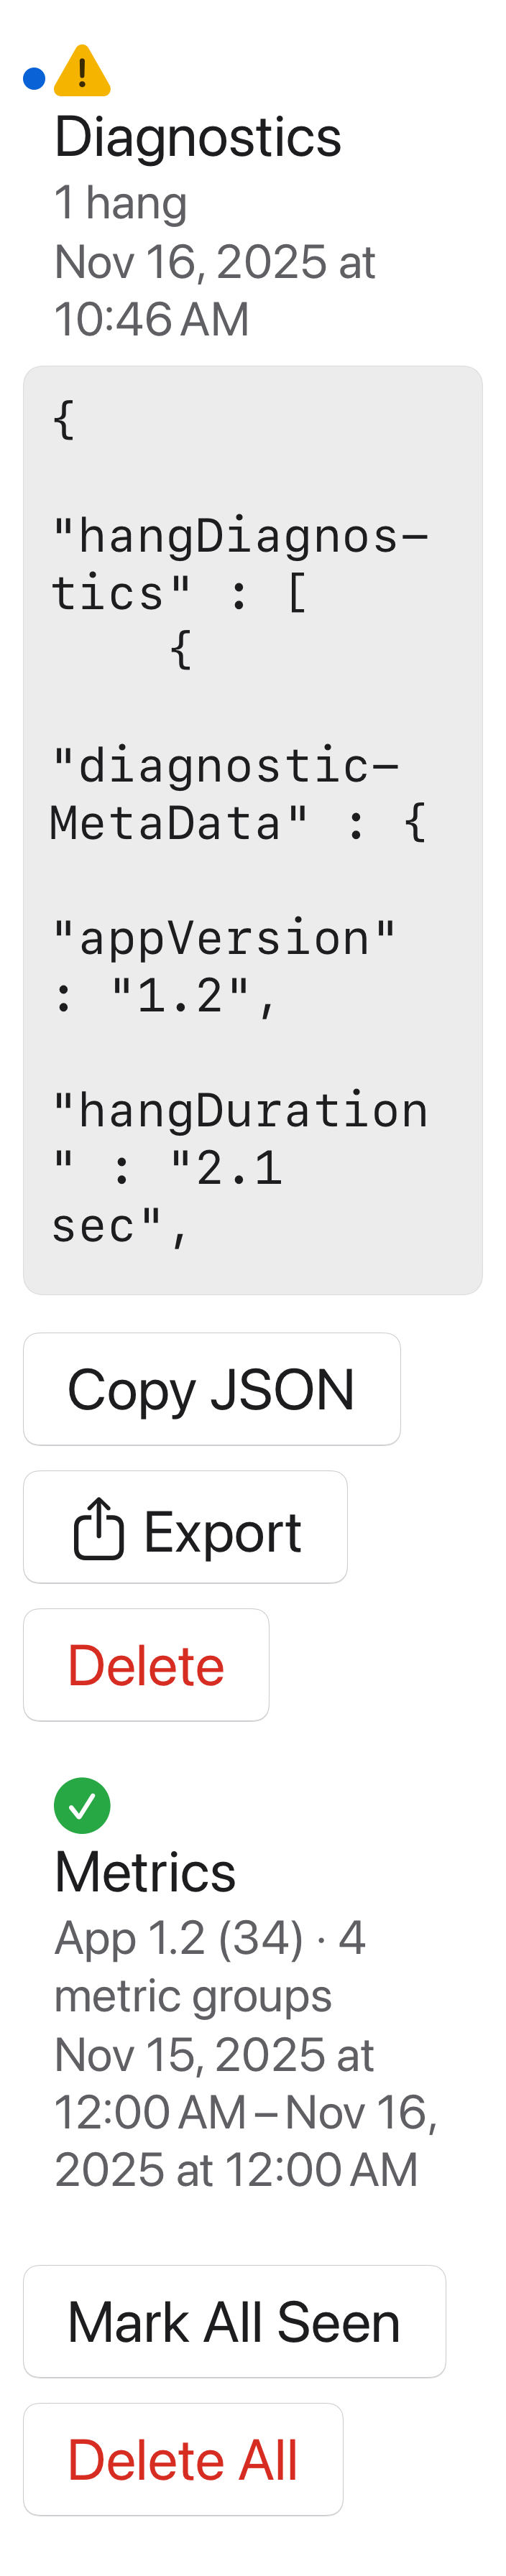 Diagnostics
1 hang
Nov 16, 2025 at
10:46 AM
{
"hangDiagnos-
tics" : [
{
"diagnostic-
MetaData" : {
"appVersion"
: "1.2",
"hangDuration
" : "2.1
sec",
Copy JSON
Export
Delete
Metrics
App 1.2 (34) · 4
metric groups
Nov 15, 2025 at
12:00 AM – Nov 16,
2025 at 12:00 AM
Mark All Seen
Delete All